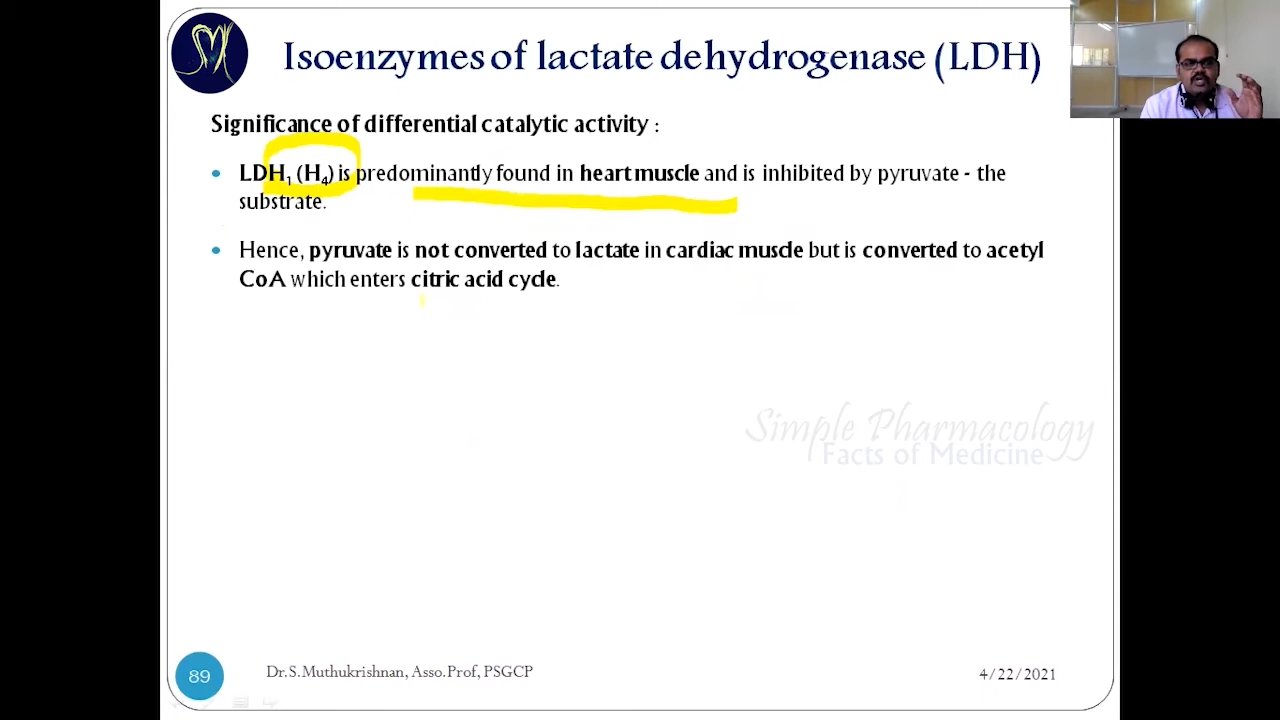 Isoenzymes of lactate dehydrogenase (LDH)
Significance of differential catalytic activity :
• LDH₁ (H₄) is predominantly found in heart muscle and is inhibited by pyruvate - the
substrate.
• Hence, pyruvate is not converted to lactate in cardiac muscle but is converted to acetyl
CoA which enters citric acid cycle.
Simple Pharmacology
Facts of Medicine
89
Dr.S.Muthukrishnan, Asso.Prof, PSGCP
4/22/2021